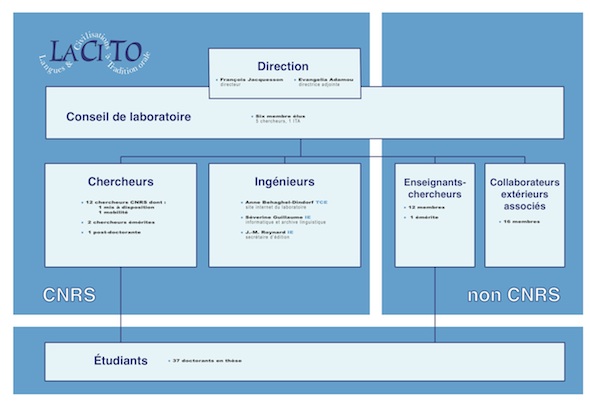 LACITO
Langues & Civilisations à Tradition orale
Direction
François Jacquesson
directeur
Evangelia Adamou
directrice adjointe
Conseil de laboratoire
Six membre élus
5 chercheurs, 1 ITA
Chercheurs
12 chercheurs CNRS dont :
1 mis à disposition
1 mobilité
2 chercheurs émérites
1 post-doctorante
Ingénieurs
Anne Behaghel-Dindorf TCE
site internet du laboratoire
Séverine Guillaume IE
informatique et archive linguistique
J.-M. Roynard IE
secrétaire d'édition
Enseignants-
chercheurs
12 membres
1 émérite
Collaborateurs
extérieurs
associés
16 membres
CNRS
non CNRS
Étudiants
37 doctorants en thèse